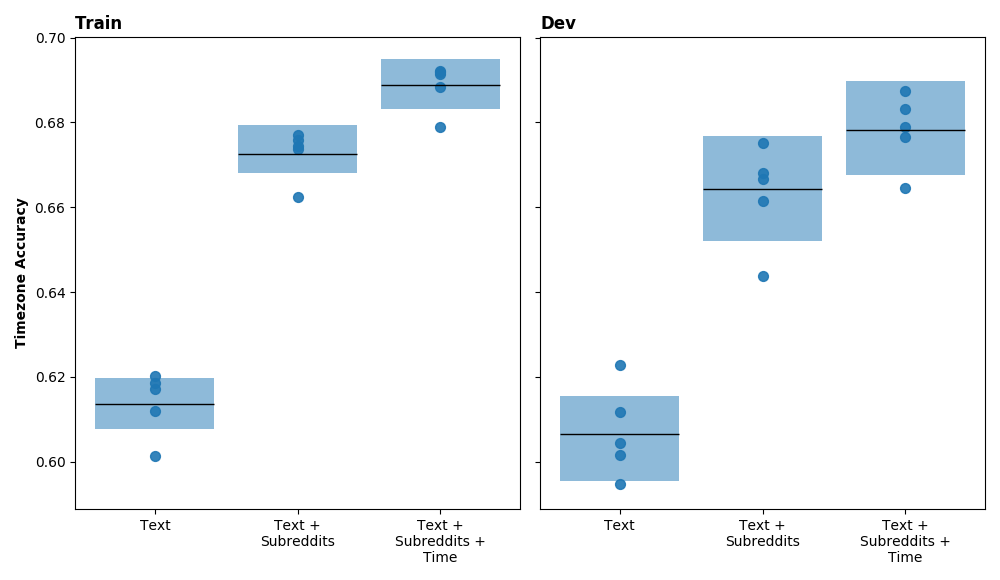 Train
Dev
Timezone Accuracy
0.70
0.68
0.66
0.64
0.62
0.60
Text
Text +
Subreddits
Text +
Subreddits +
Time
Text
Text +
Subreddits
Text +
Subreddits +
Time